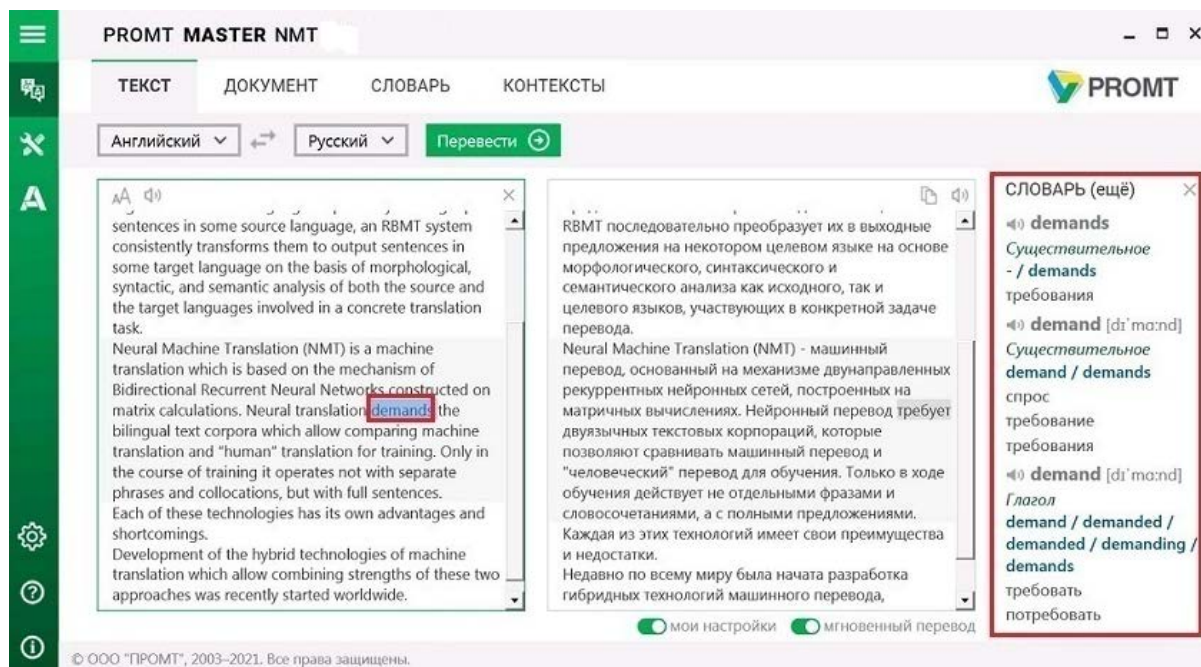 PROMT MASTER NMT
ТЕКСТ ДОКУМЕНТ СЛОВАРЬ КОНТЕКСТЫ
PROMT
Английский Русский Перевести
sentences in some source language, an RBMT system
consistently transforms them to output sentences in
some target language on the basis of morphological,
syntactic, and semantic analysis of both the source and
the target languages involved in a concrete translation
task.
Neural Machine Translation (NMT) is a machine
translation which is based on the mechanism of
Bidirectional Recurrent Neural Networks constructed on
matrix calculations. Neural translation demands the
bilingual text corpora which allow comparing machine
translation and "human" translation for training. Only in
the course of training it operates not with separate
phrases and collocations, but with full sentences.
Each of these technologies has its own advantages and
shortcomings.
Development of the hybrid technologies of machine
translation which allow combining strengths of these two
approaches was recently started worldwide.
RBMT последовательно преобразует их в выходные
предложения на некотором целевом языке на основе
морфологического, синтаксического и
семантического анализа как исходного, так и
целевого языков, участвующих в конкретной задаче
перевода.
Neural Machine Translation (NMT) - машинный
перевод, основанный на механизме двунаправленных
рекуррентных нейронных сетей, построенных на
матричных вычислениях. Нейронный перевод требует
двуязычных текстовых корпораций, которые
позволяют сравнивать машинный перевод и
"человеческий" перевод для обучения. Только в ходе
обучения действует не отдельными фразами и
словосочетаниями, а с полными предложениями.
Каждая из этих технологий имеет свои преимущества
и недостатки.
Недавно по всему миру была начата разработка
гибридных технологий машинного перевода,
СЛОВАРЬ (ещё)
demands
Существительное
- / demands
требования
demand [dɪˈmɑːnd]
Существительное
demand / demands
спрос
требование
требования
demand [dɪˈmɑːnd]
Глагол
demand / demanded /
demanded / demanding /
demands
требовать
потребовать
мои настройки мгновенный перевод
© ООО "ПРОМТ", 2003–2021. Все права защищены.